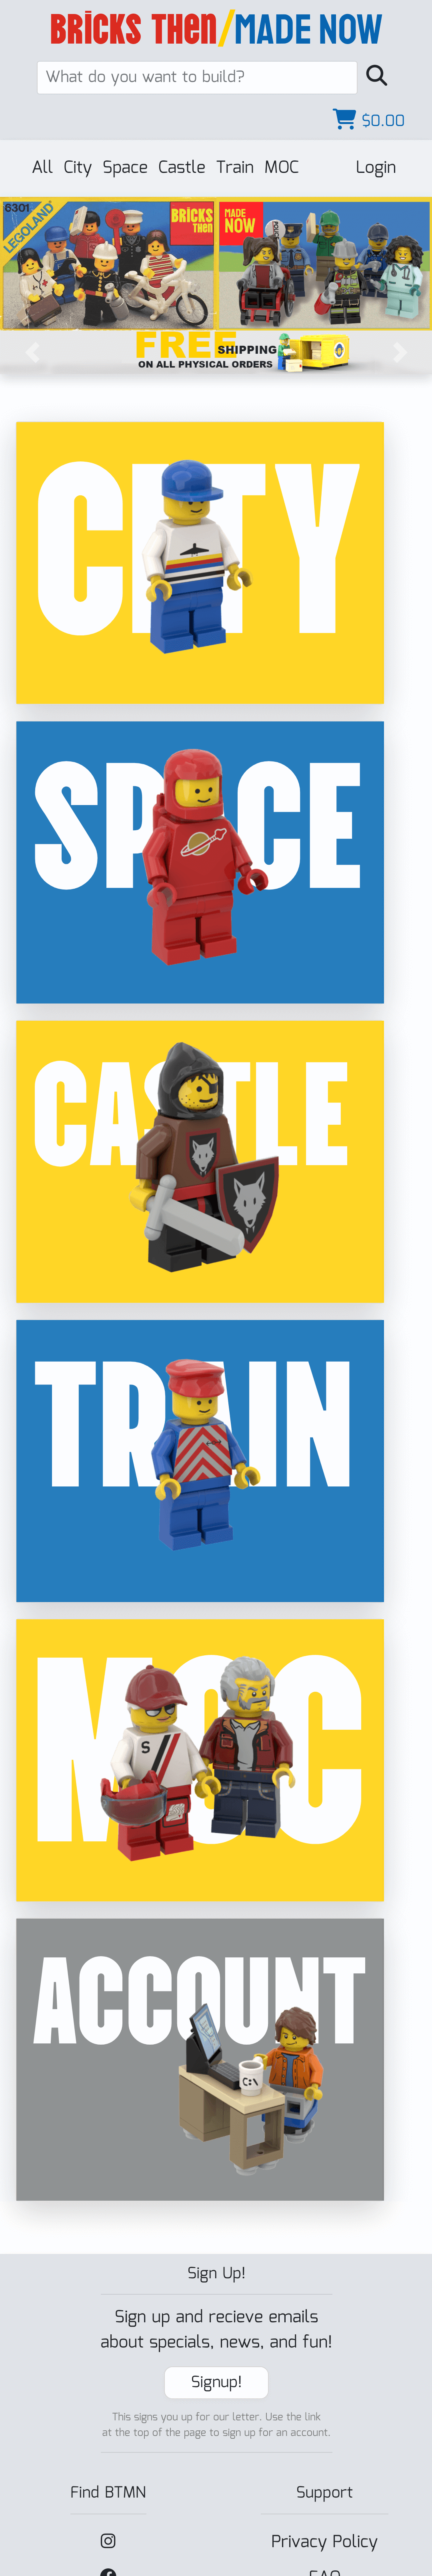 BRiCKS THEN/MADE NOW
What do you want to build?
$0.00
All City Space Castle Train MOC Login
6301
LEGOLAND
BRiCKS
THEN
MADE
NOW
POLICE
FREE SHIPPING
ON ALL PHYSICAL ORDERS
CITY
SPACE
CASTLE
TRAIN
MOC
S
ACCOUNT
C:\
Sign Up!
Sign up and recieve emails
about specials, news, and fun!
Signup!
This signs you up for our letter. Use the link
at the top of the page to sign up for an account.
Find BTMN
Support
Privacy Policy
FAQ